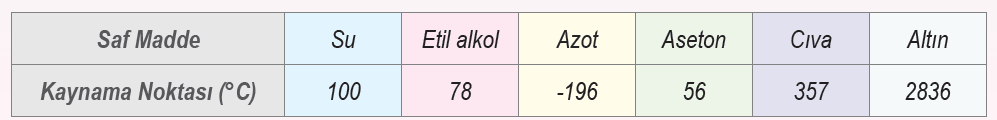 Saf Madde Su Etil alkol Azot Aseton Cıva Altın
Kaynama Noktası (°C) 100 78 -196 56 357 2836